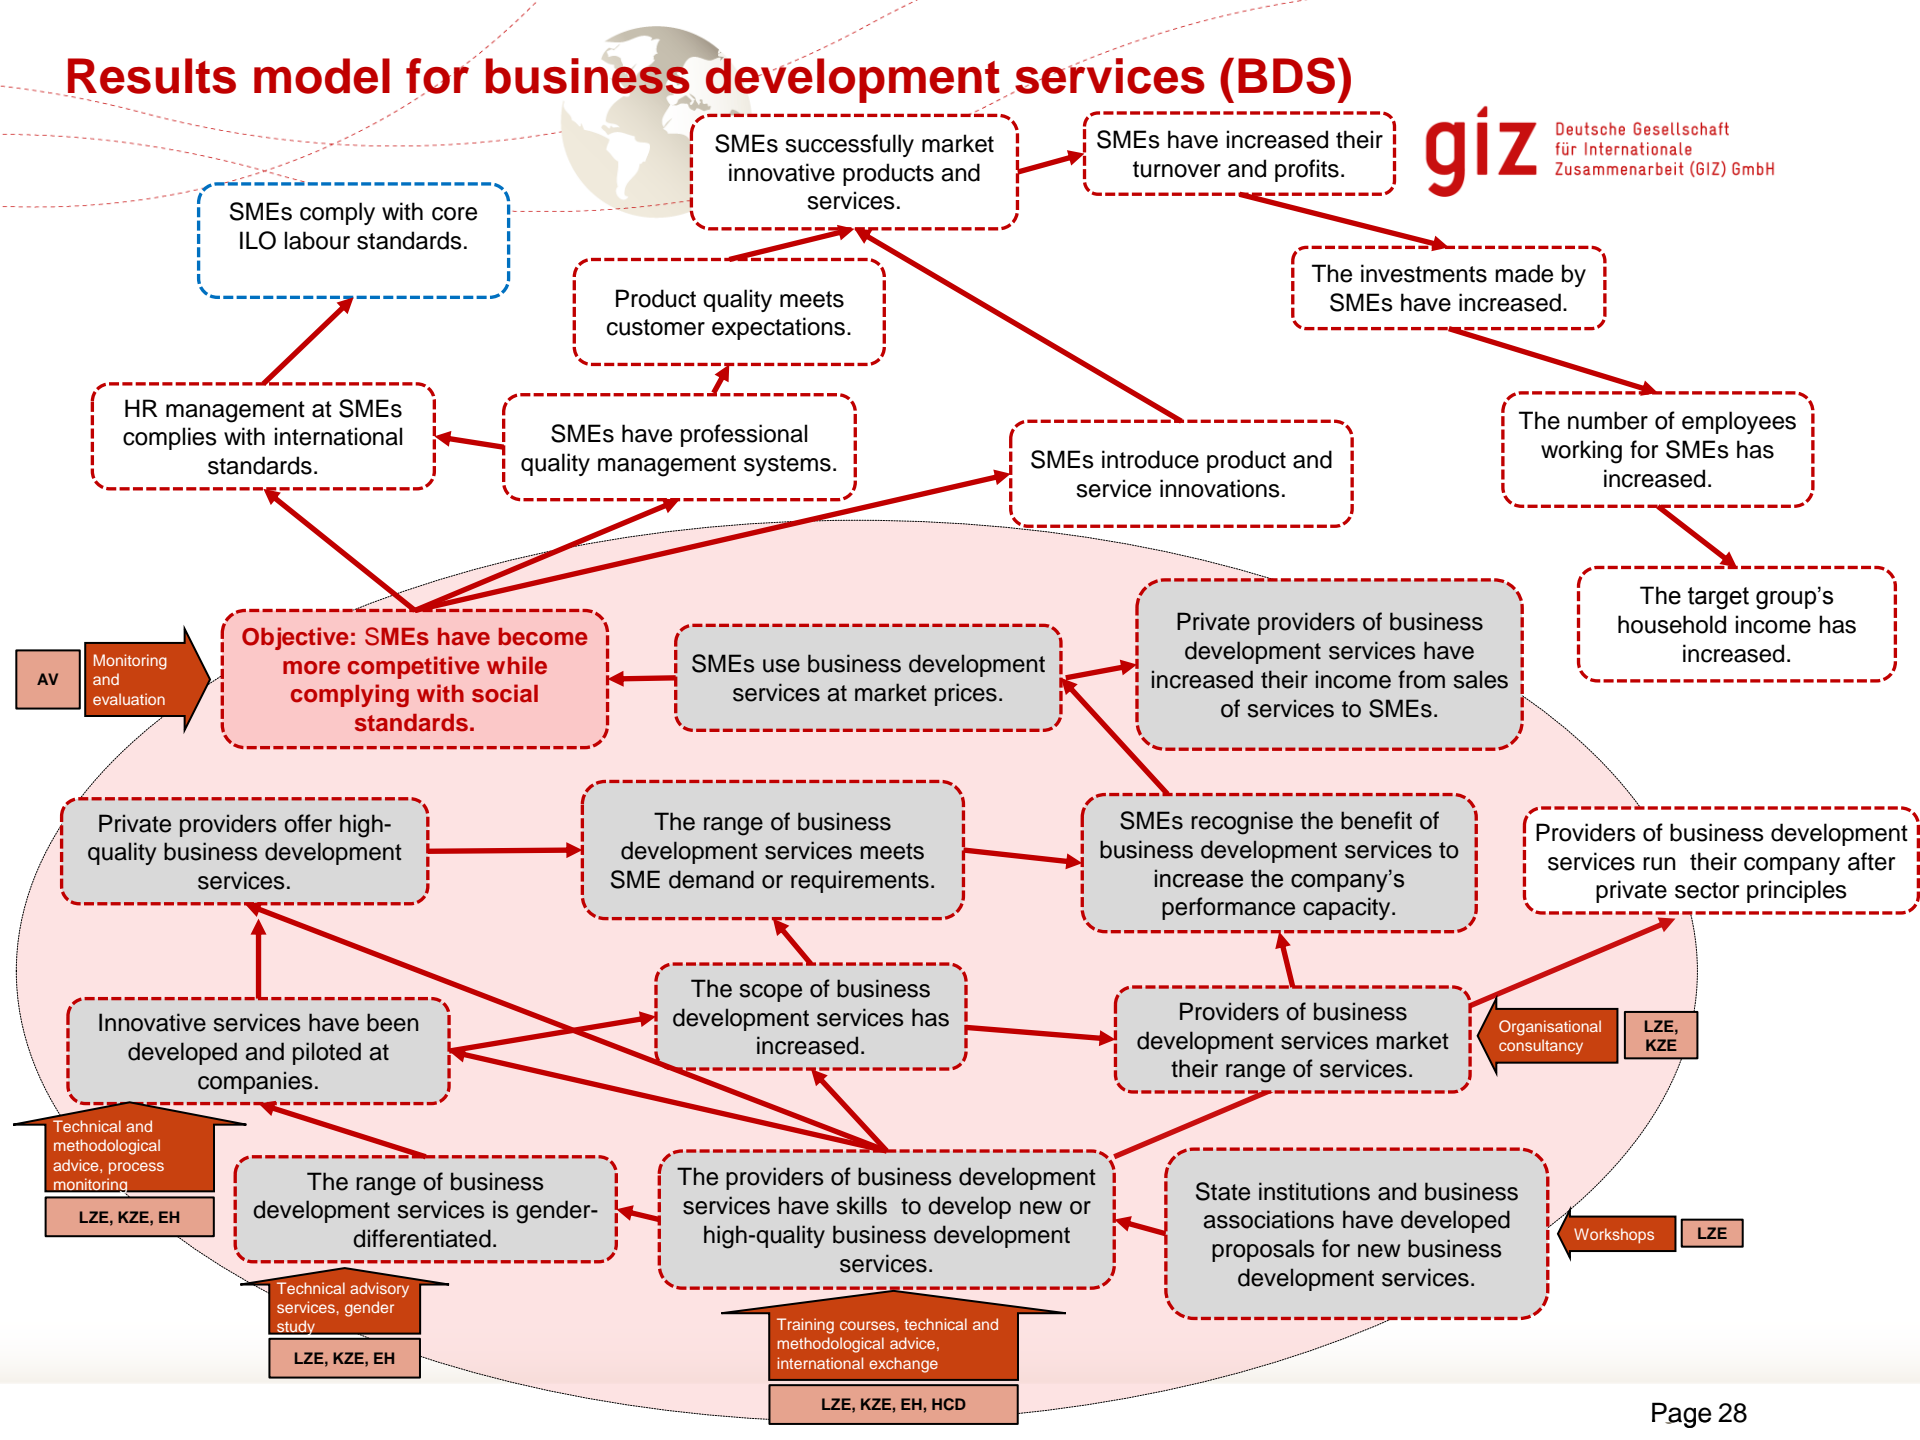 Results model for business development services (BDS)
giz
Deutsche Gesellschaft
für Internationale
Zusammenarbeit (GIZ) GmbH
SMEs successfully market
innovative products and
services.
SMEs have increased their
turnover and profits.
SMEs comply with core
ILO labour standards.
Product quality meets
customer expectations.
The investments made by
SMEs have increased.
HR management at SMEs
complies with international
standards.
SMEs have professional
quality management systems.
SMEs introduce product and
service innovations.
The number of employees
working for SMEs has
increased.
The target group's
household income has
increased.
AV
Monitoring
and
evaluation
Objective: SMEs have become
more competitive while
complying with social
standards.
SMEs use business development
services at market prices.
Private providers of business
development services have
increased their income from sales
of services to SMEs.
Private providers offer high-
quality business development
services.
The range of business
development services meets
SME demand or requirements.
SMEs recognise the benefit of
business development services to
increase the company's
performance capacity.
Providers of business development
services run  their company after
private sector principles
Innovative services have been
developed and piloted at
companies.
The scope of business
development services has
increased.
Providers of business
development services market
their range of services.
Organisational
consultancy
LZE,
KZE
Technical and
methodological
advice, process
monitoring
LZE, KZE, EH
The range of business
development services is gender-
differentiated.
The providers of business development
services have skills  to develop new or
high-quality business development
services.
State institutions and business
associations have developed
proposals for new business
development services.
Workshops
LZE
Technical advisory
services, gender
study
LZE, KZE, EH
Training courses, technical and
methodological advice,
international exchange
LZE, KZE, EH, HCD
Page 28